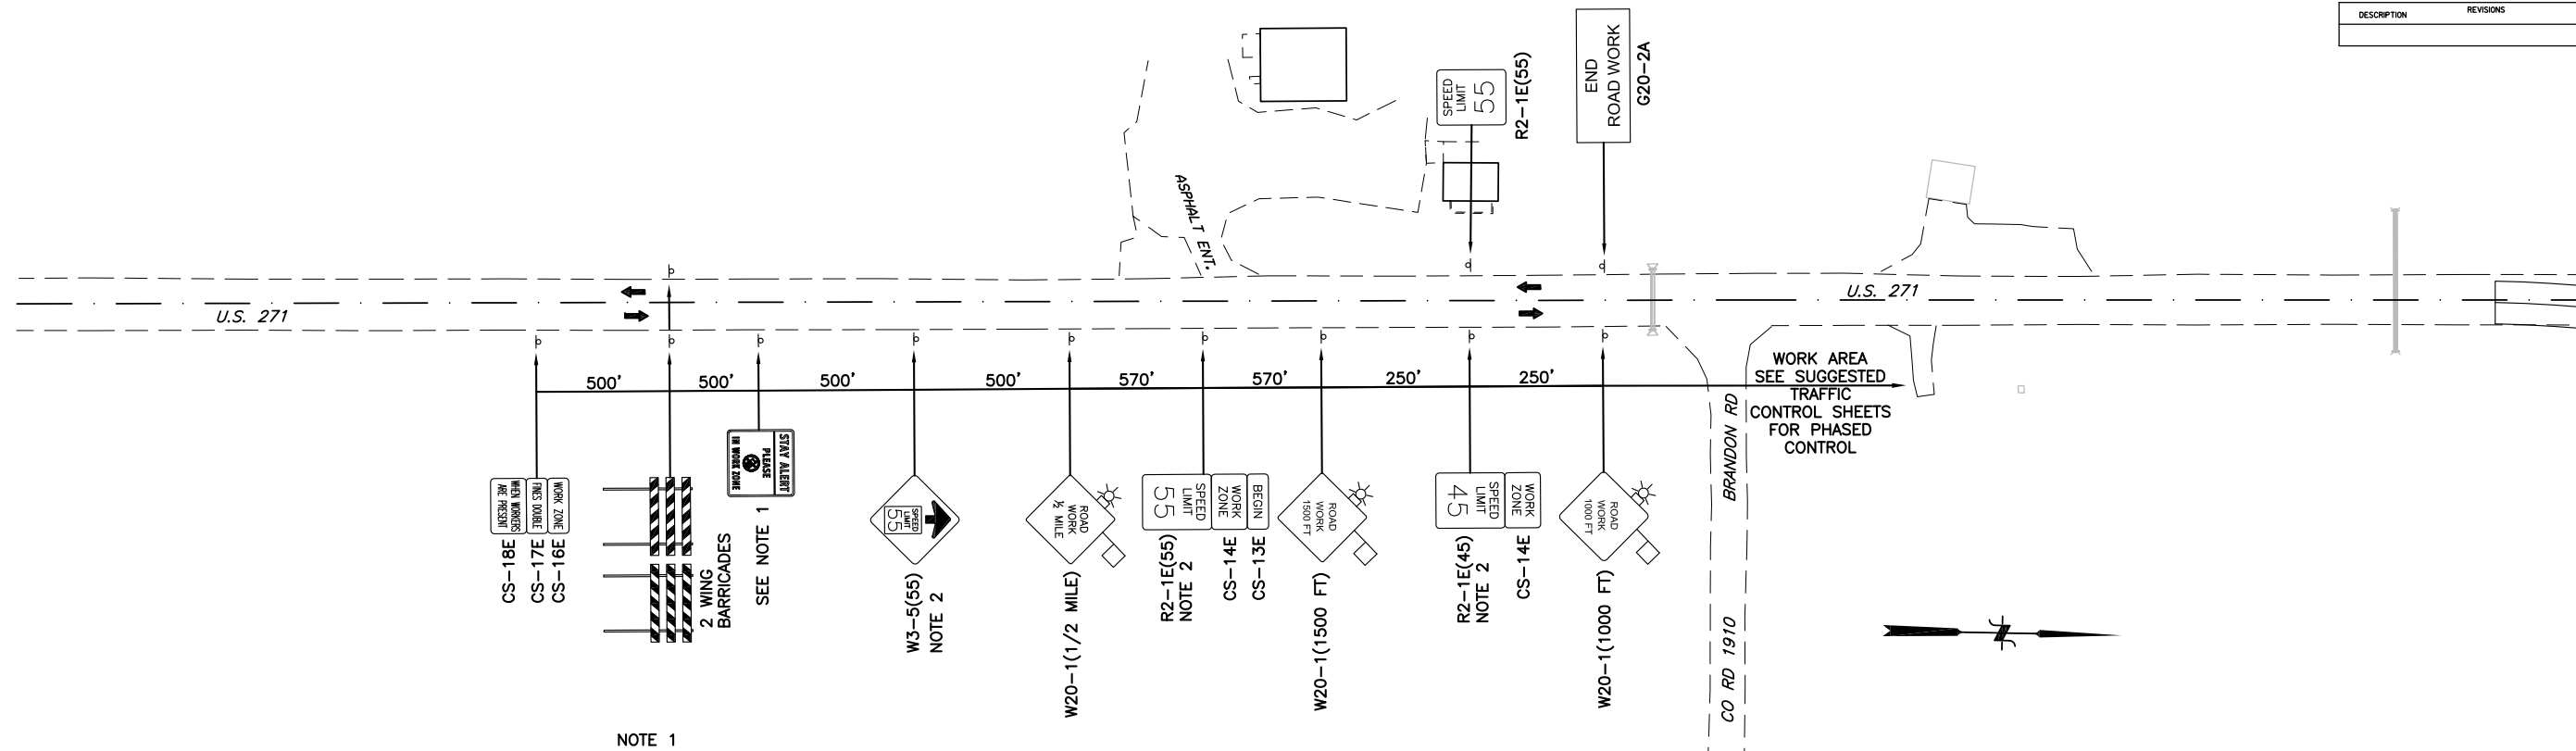 DESCRIPTION
REVISIONS
END
ROAD WORK
G20-2A
SPEED
LIMIT
55
R2-1E(55)
ASPHALT ENT.
U.S. 271
U.S. 271
500'
500'
500'
500'
570'
570'
250'
250'
WORK AREA
SEE SUGGESTED
TRAFFIC
CONTROL SHEETS
FOR PHASED
CONTROL
BRANDON RD
CO RD 1910
WORK ZONE
FINES DOUBLE
WHEN WORKERS
ARE PRESENT
CS-18E
CS-17E
CS-16E
2 WING
BARRICADES
STAY ALERT
PLEASE
IN WORK ZONE
SEE NOTE 1
SPEED
LIMIT
55
W3-5(55)
NOTE 2
ROAD
WORK
½ MILE
W20-1(1/2 MILE)
BEGIN
WORK
ZONE
SPEED
LIMIT
55
R2-1E(55)
NOTE 2
CS-14E
CS-13E
ROAD
WORK
1500 FT
W20-1(1500 FT)
WORK
ZONE
SPEED
LIMIT
45
R2-1E(45)
NOTE 2
CS-14E
ROAD
WORK
1000 FT
W20-1(1000 FT)
NOTE 1